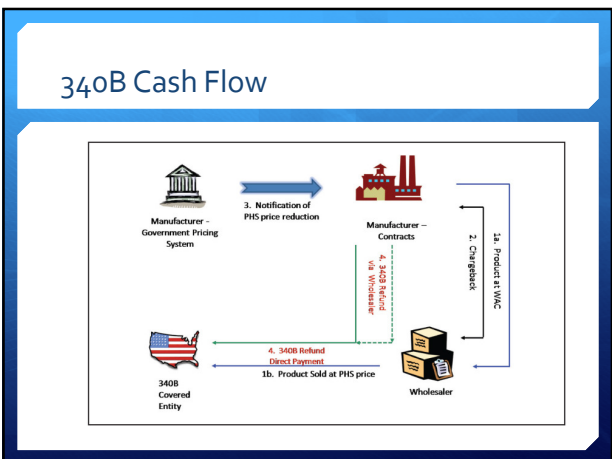 340B Cash Flow
3. Notification of
PHS price reduction
Manufacturer -
Government Pricing
System
Manufacturer –
Contracts
4. 340B Refund
via Wholesaler
2. Chargeback
1a. Product at WAC
4. 340B Refund
Direct Payment
1b. Product Sold at PHS price
340B
Covered
Entity
Wholesaler